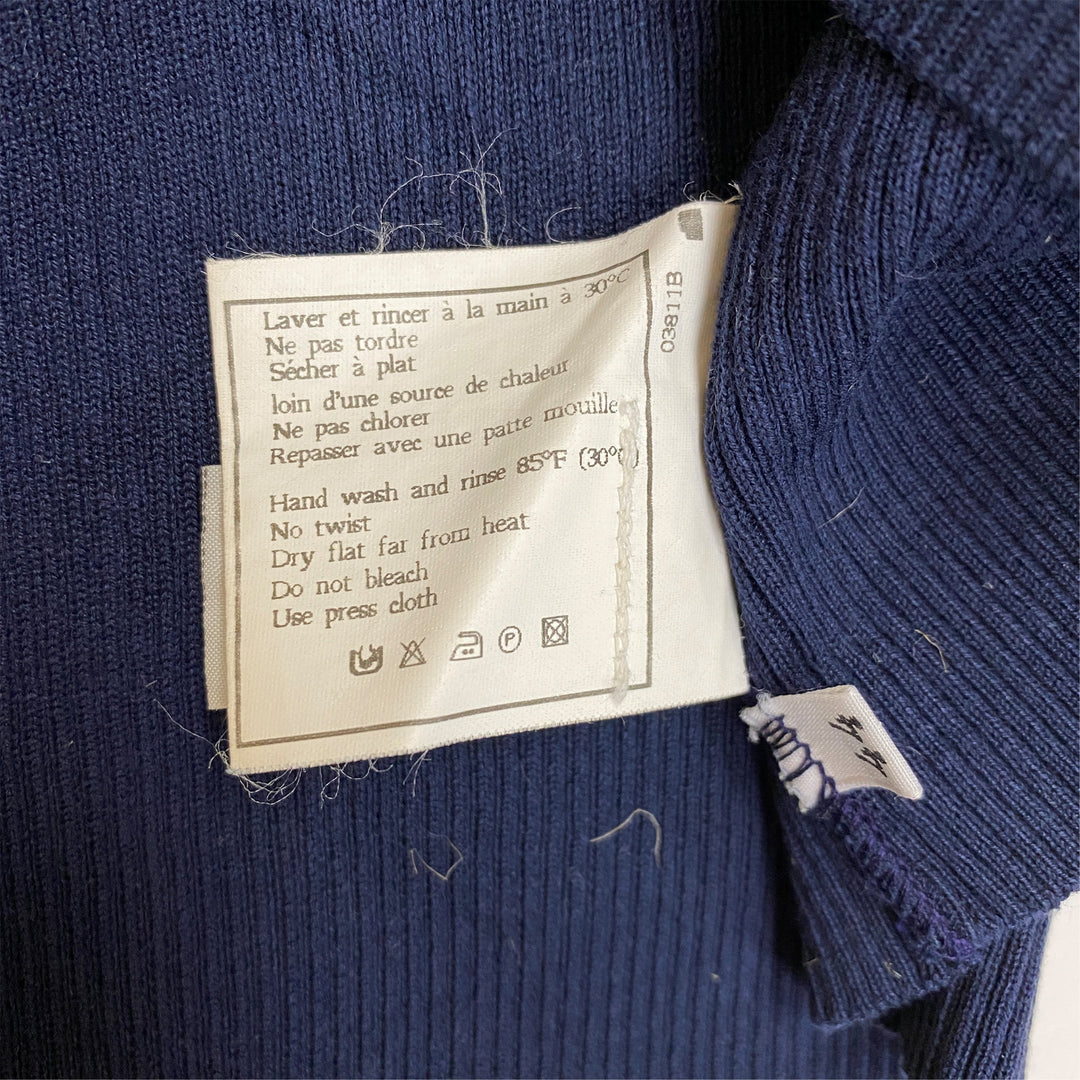 Laver et rincer à la main à 30°C
Ne pas tordre
Sécher à plat
loin d'une source de chaleur
Ne pas chlorer
Repasser avec une patte mouille
Hand wash and rinse 85°F (30°C)
No twist
Dry flat far from heat
Do not bleach
Use press cloth
P
03811B
44